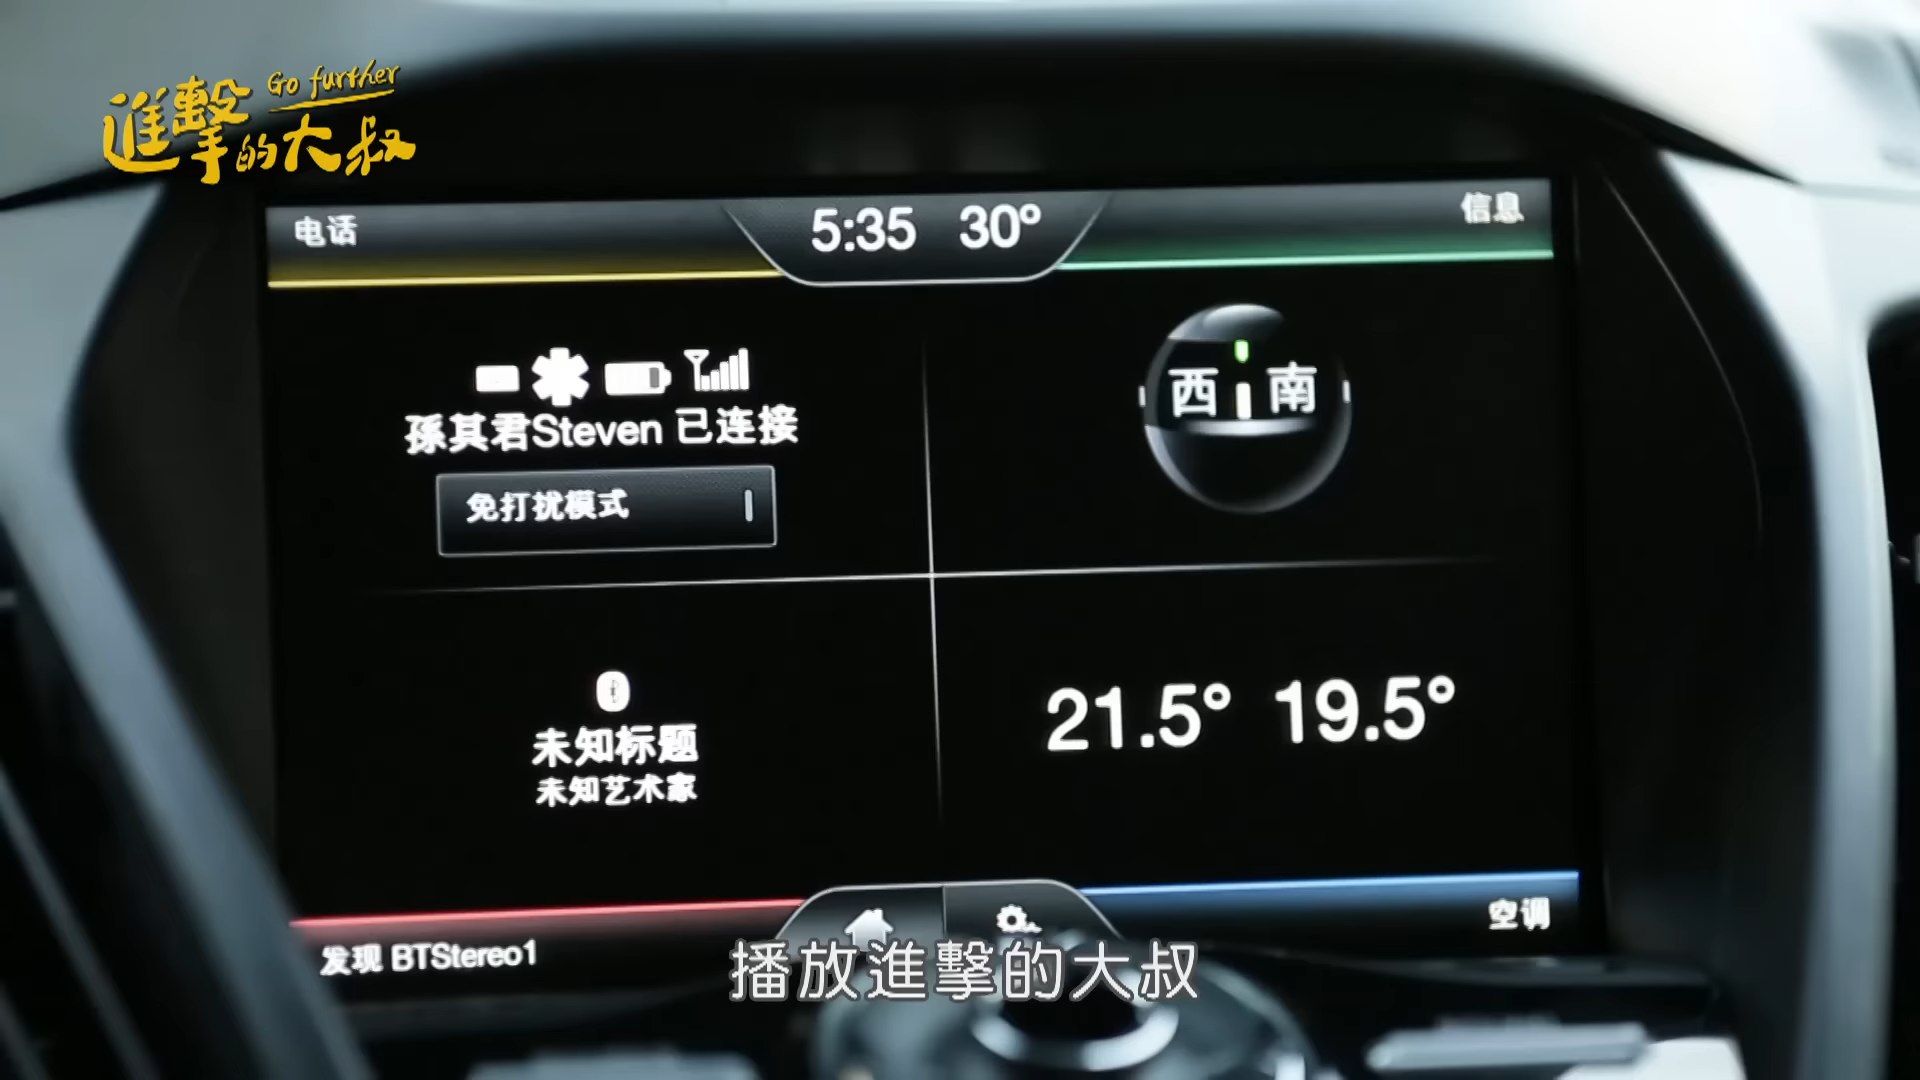 Go further
進擊的大叔
电话
5:35 30°
信息
孫其君Steven 已连接
免打扰模式
西 南
未知标题
未知艺术家
21.5° 19.5°
发现 BTStereo1
空调
播放進擊的大叔